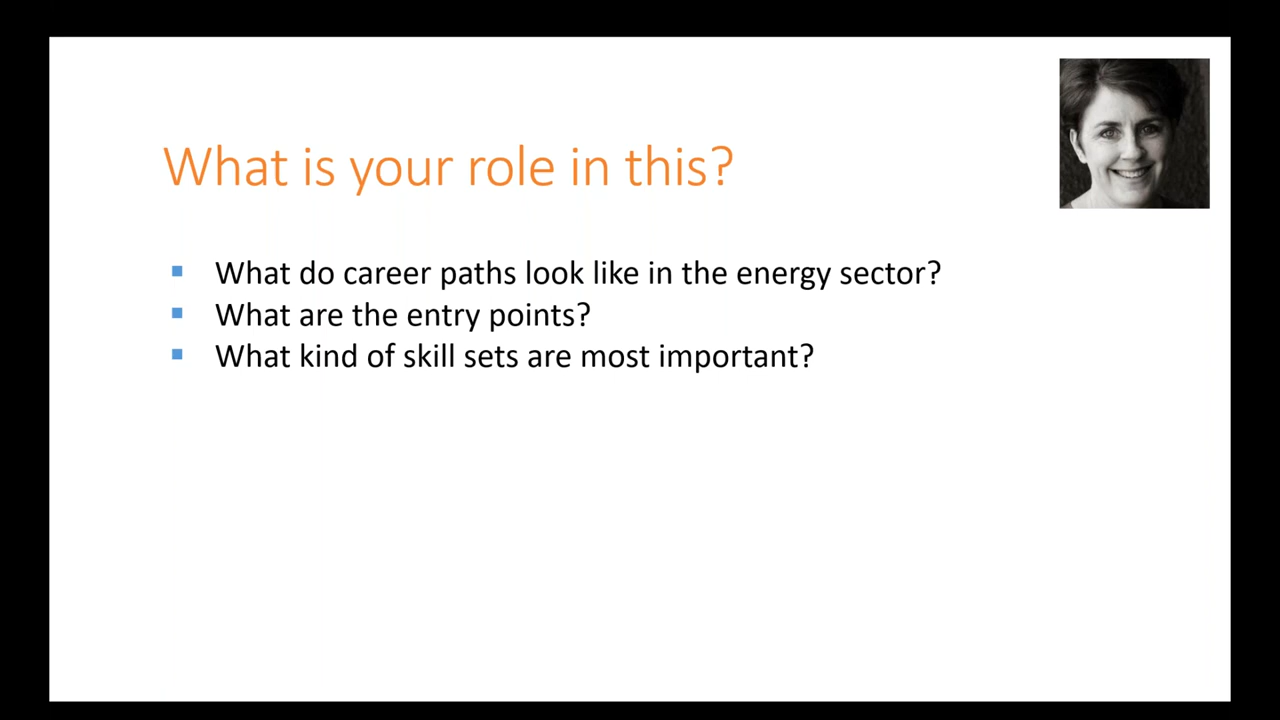 What is your role in this?
What do career paths look like in the energy sector?
What are the entry points?
What kind of skill sets are most important?